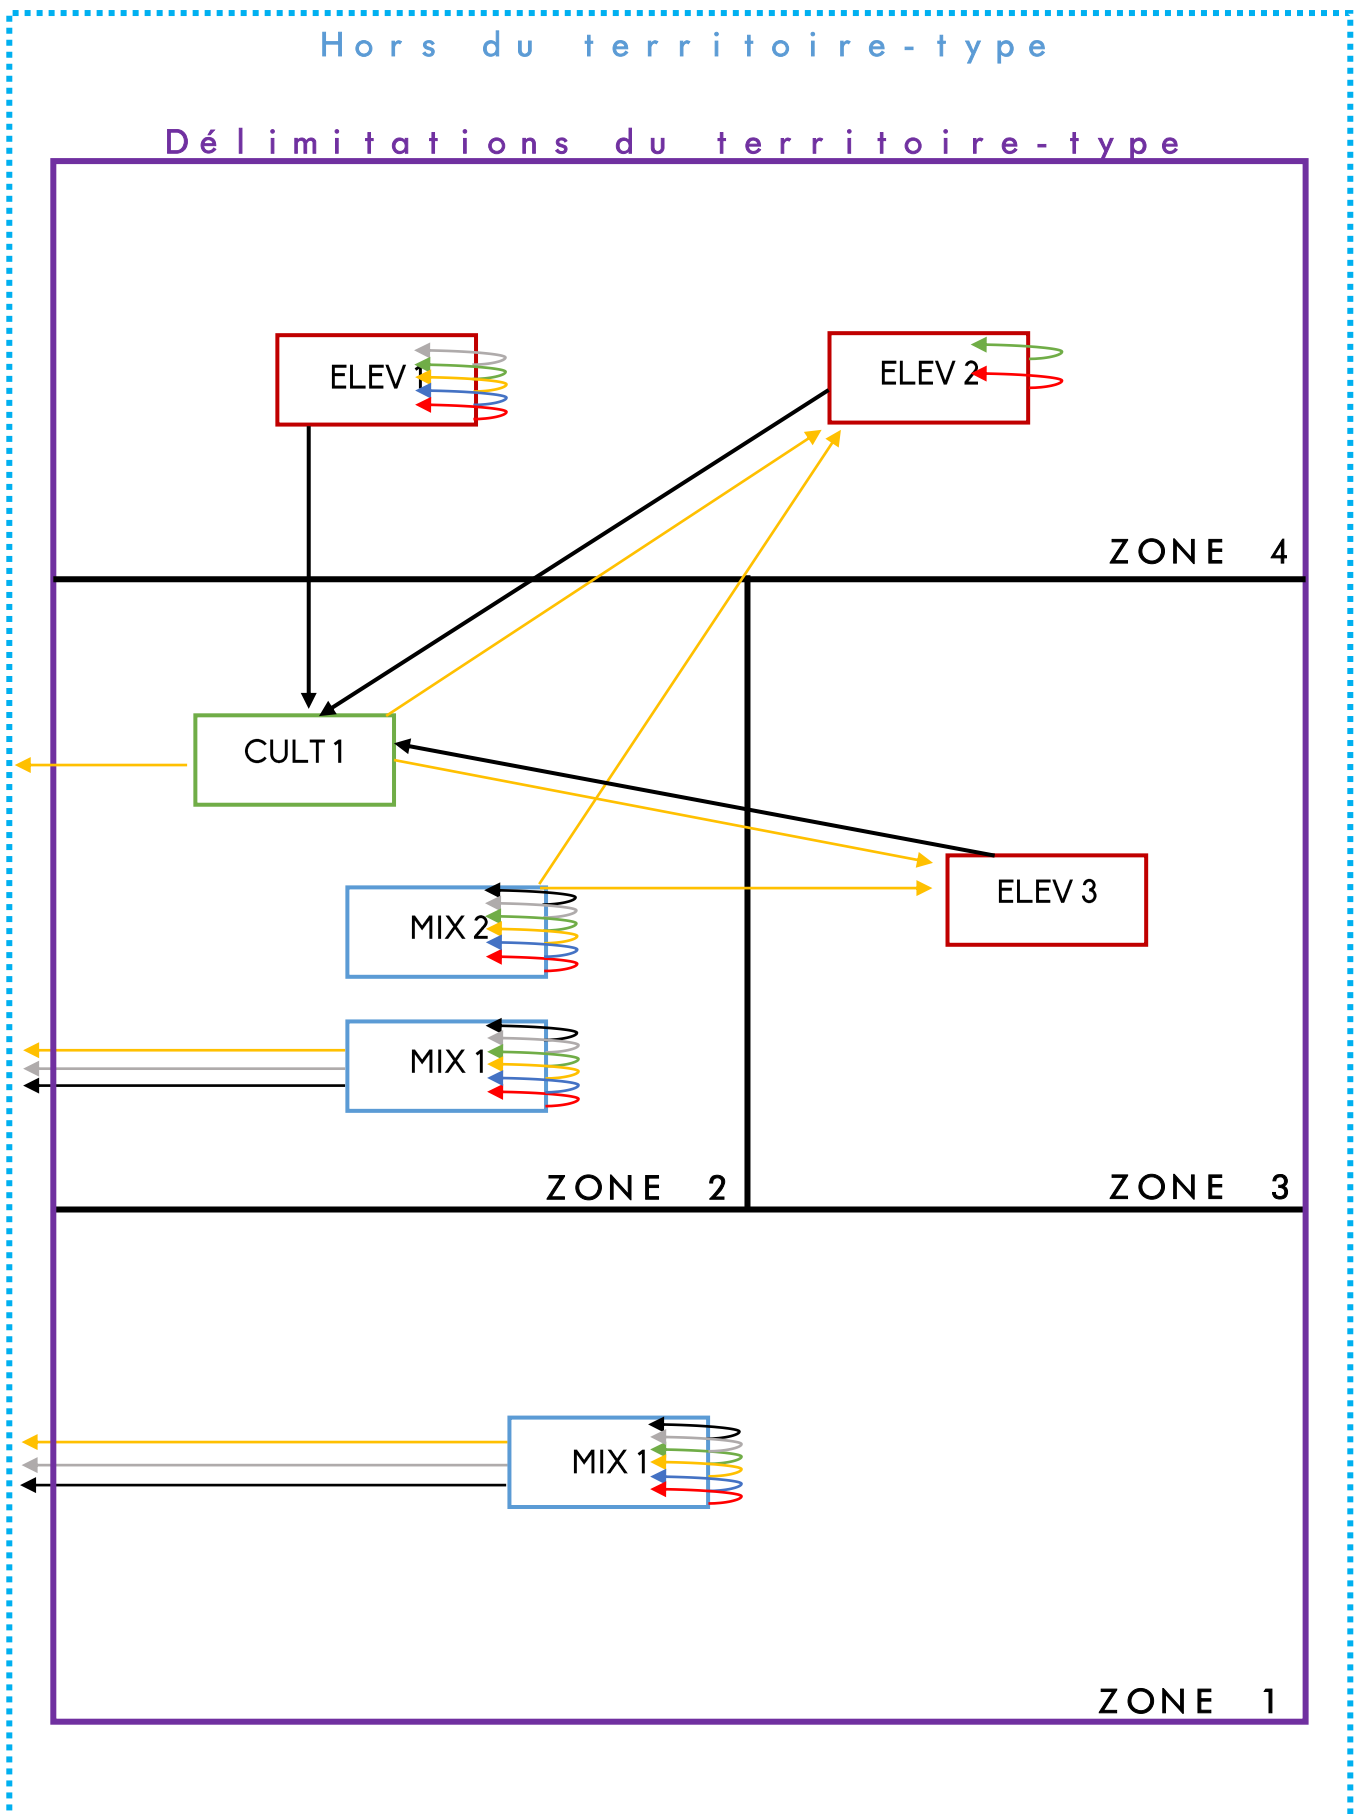 Hors du territoire-type
Délimitations du territoire-type
ELEV 1
ELEV 2
ZONE 4
CULT 1
ELEV 3
MIX 2
MIX 1
ZONE 2
ZONE 3
MIX 1
ZONE 1